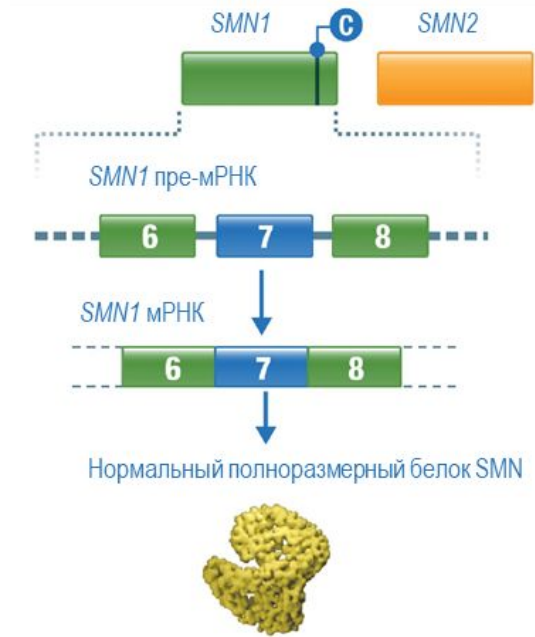 SMN1 C SMN2
SMN1 пре-мРНК
6 7 8
SMN1 мРНК
6 7 8
Нормальный полноразмерный белок SMN